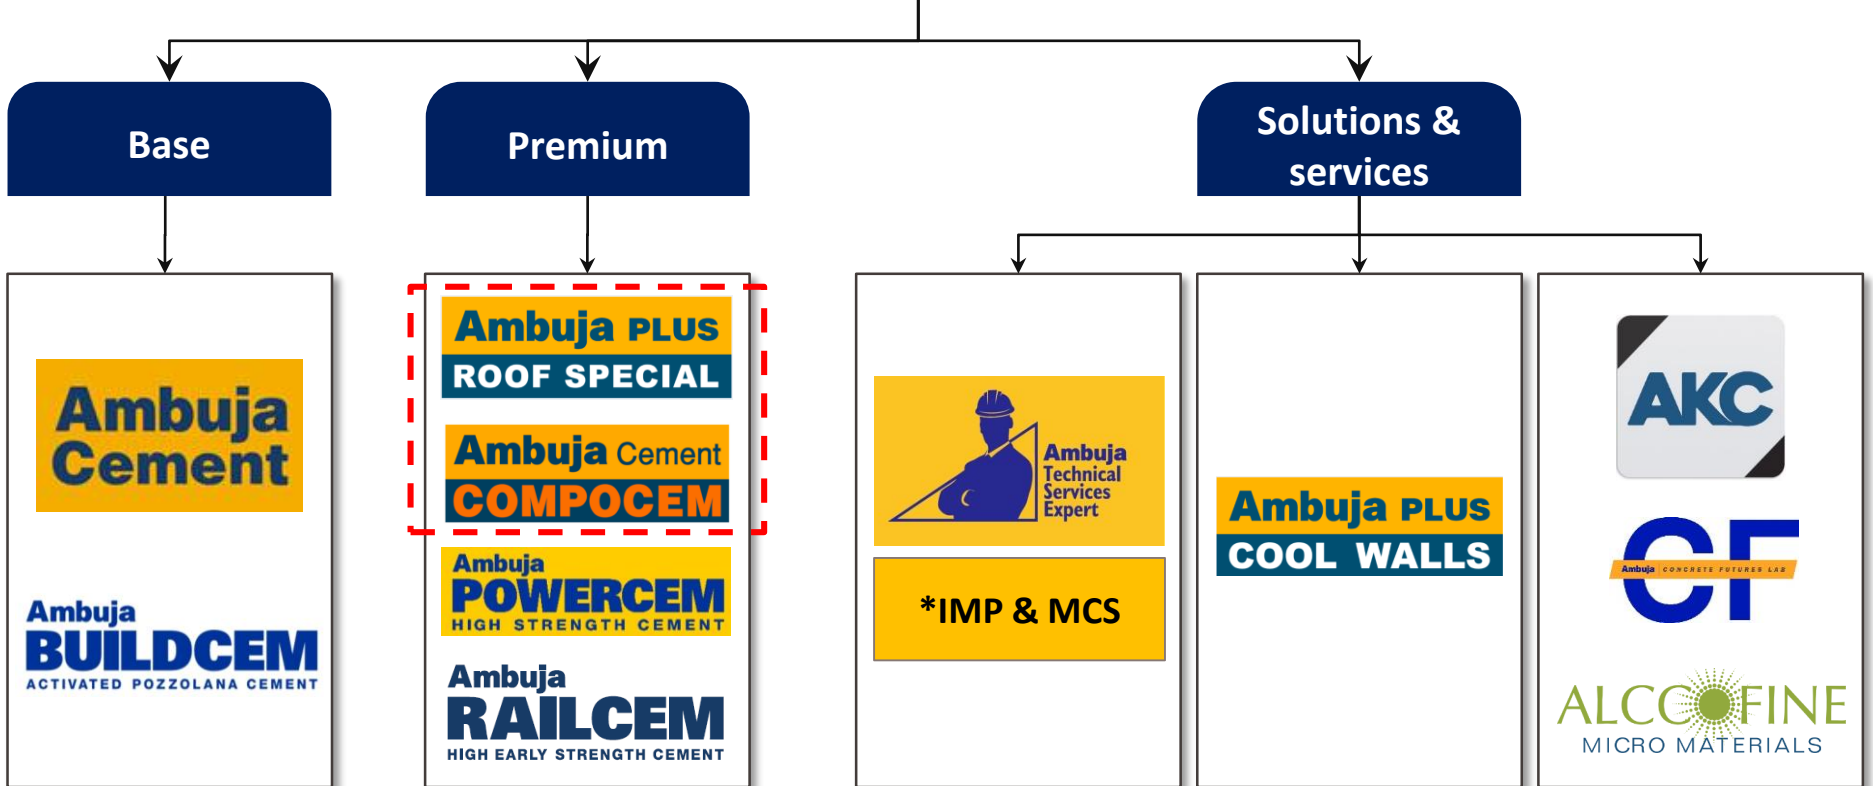 Base
Premium
Solutions &
services
Ambuja
Cement
Ambuja
BUILDCEM
ACTIVATED POZZOLANA CEMENT
Ambuja PLUS
ROOF SPECIAL
Ambuja Cement
COMPOCEM
Ambuja
POWERCEM
HIGH STRENGTH CEMENT
Ambuja
RAILCEM
HIGH EARLY STRENGTH CEMENT
Ambuja
Technical
Services
Expert
*IMP & MCS
Ambuja PLUS
COOL WALLS
AKC
CF
Ambuja CONCRETE FUTURES LAB
ALCCOFINE
MICRO MATERIALS